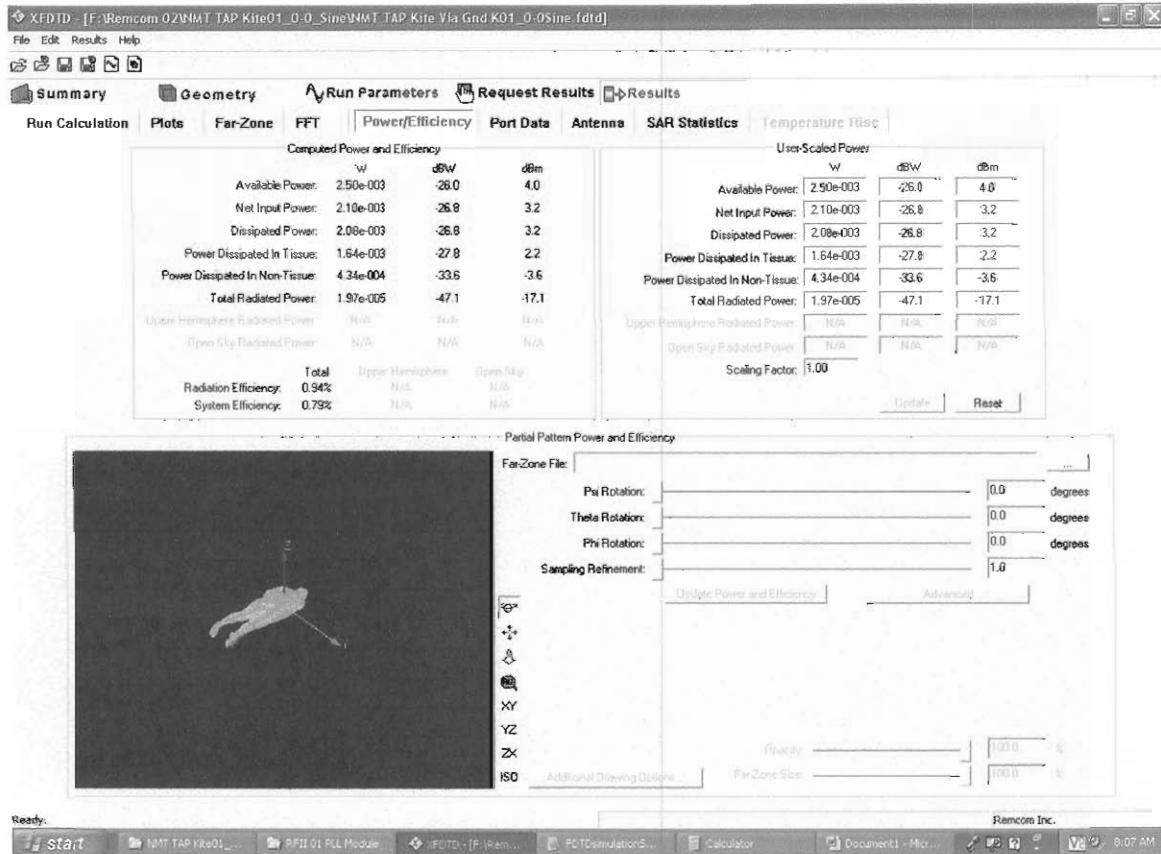 XFDTD - [F:\Remcom 02\NMT TAP Kite01_0-0_Sine\NMT TAP Kite Via Gnd K01_0-0Sine.fdtd]
File Edit Results Help
Summary Geometry Run Parameters Request Results Results
Run Calculation Plots Far-Zone FFT Power/Efficiency Port Data Antenna SAR Statistics Temperature Rise
Computed Power and Efficiency
W dBW dBm
Available Power: 2.50e-003 -26.0 4.0
Net Input Power: 2.10e-003 -26.8 3.2
Dissipated Power: 2.08e-003 -26.8 3.2
Power Dissipated In Tissue: 1.64e-003 -27.8 2.2
Power Dissipated In Non-Tissue: 4.34e-004 -33.6 -3.6
Total Radiated Power: 1.97e-005 -47.1 -17.1
Upper Hemisphere Radiated Power N/A N/A N/A
Open Sky Radiated Power N/A N/A N/A
Total Upper Hemisphere Open Sky
Radiation Efficiency: 0.94% N/A N/A
System Efficiency: 0.79% N/A N/A
User-Scaled Power
W dBW dBm
Available Power: 2.50e-003 -26.0 4.0
Net Input Power: 2.10e-003 -26.8 3.2
Dissipated Power: 2.08e-003 -26.8 3.2
Power Dissipated In Tissue: 1.64e-003 -27.8 2.2
Power Dissipated In Non-Tissue: 4.34e-004 -33.6 -3.6
Total Radiated Power: 1.97e-005 -47.1 -17.1
Upper Hemisphere Radiated Power: N/A N/A N/A
Open Sky Radiated Power: N/A N/A N/A
Scaling Factor: 1.00
Update Reset
Partial Pattern Power and Efficiency
Far-Zone File: ...
Psi Rotation: 0.0 degrees
Theta Rotation: 0.0 degrees
Phi Rotation: 0.0 degrees
Sampling Refinement: 1.0
Update Power and Efficiency Advanced
Z
XY
YZ
ZX
ISO
Opacity: 100.0 %
Additional Drawing Options... Far-Zone Size: 100.0 %
Ready. Remcom Inc.
start NMT TAP Kite01_... RFII 01 PLL Module XFDTD - [F:\Rem... FDTDsimulationS... Calculator Document1 - Micr... 8:07 AM